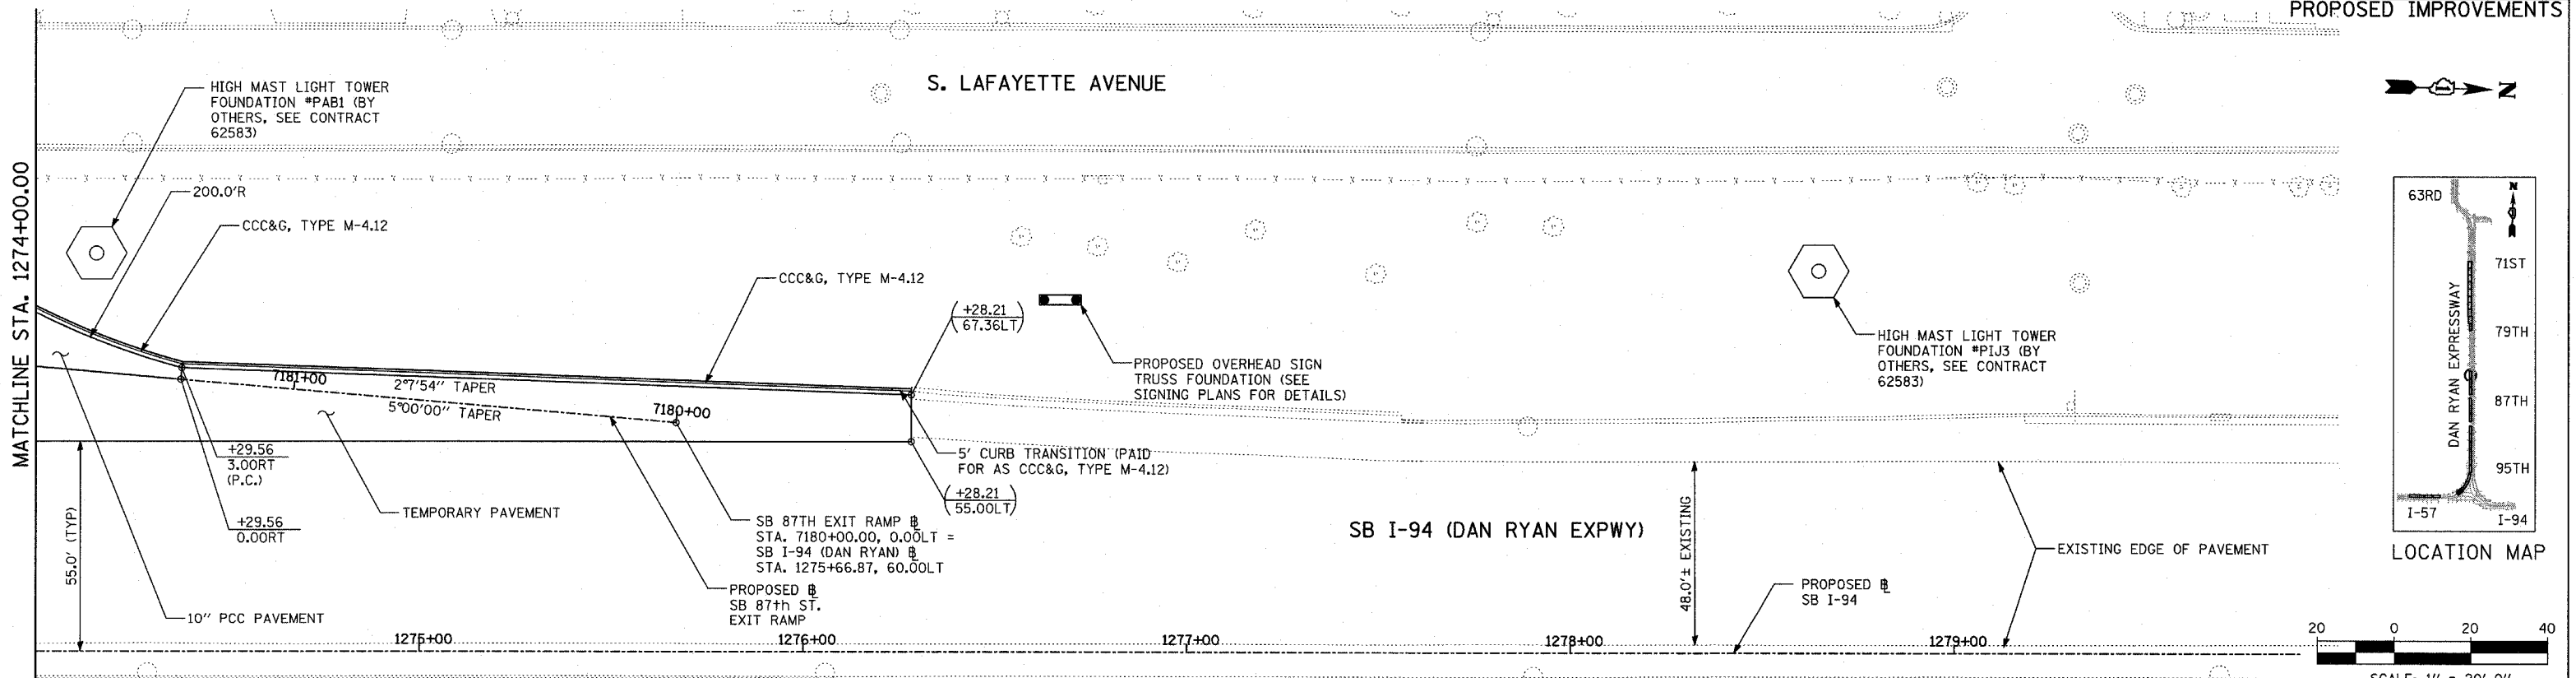 PROPOSED IMPROVEMENTS
S. LAFAYETTE AVENUE
N
HIGH MAST LIGHT TOWER
FOUNDATION #PAB1 (BY
OTHERS, SEE CONTRACT
62583)
MATCHLINE STA. 1274+00.00
200.0'R
CCC&G, TYPE M-4.12
CCC&G, TYPE M-4.12
+28.21
67.36LT
PROPOSED OVERHEAD SIGN
TRUSS FOUNDATION (SEE
SIGNING PLANS FOR DETAILS)
HIGH MAST LIGHT TOWER
FOUNDATION #PIJ3 (BY
OTHERS, SEE CONTRACT
62583)
63RD
N
71ST
79TH
DAN RYAN EXPRESSWAY
87TH
95TH
I-57
I-94
LOCATION MAP
7181+00
2°7'54" TAPER
5°00'00" TAPER
7180+00
+29.56
3.00RT
(P.C.)
+29.56
0.00RT
TEMPORARY PAVEMENT
55.0' (TYP)
10" PCC PAVEMENT
5' CURB TRANSITION (PAID
FOR AS CCC&G, TYPE M-4.12)
+28.21
55.00LT
SB 87TH EXIT RAMP ℄
STA. 7180+00.00, 0.00LT =
SB I-94 (DAN RYAN) ℄
STA. 1275+66.87, 60.00LT
PROPOSED ℄
SB 87th ST.
EXIT RAMP
SB I-94 (DAN RYAN EXPWY)
48.0'± EXISTING
EXISTING EDGE OF PAVEMENT
PROPOSED ℄
SB I-94
1275+00
1276+00
1277+00
1278+00
1279+00
20 0 20 40